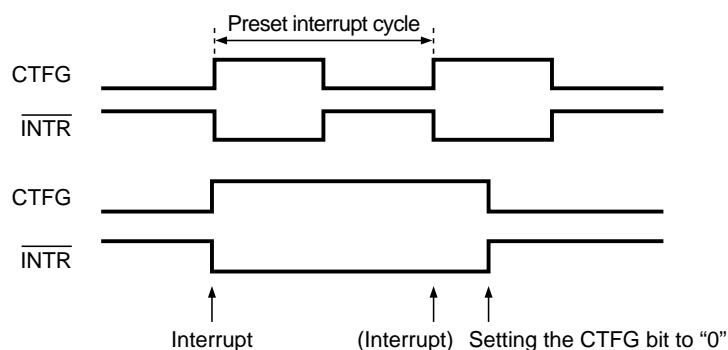 Preset interrupt cycle
CTFG
INTR
CTFG
INTR
Interrupt
(Interrupt)
Setting the CTFG bit to “0”